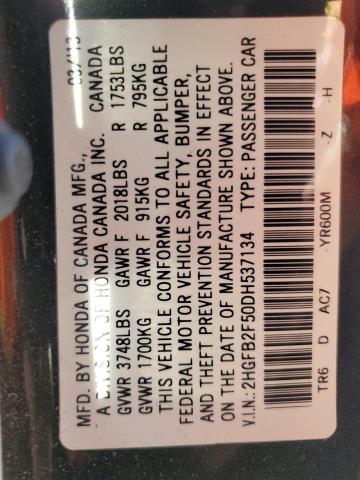 MFD. BY HONDA OF CANADA MFG., 03/13
A DIVISION OF HONDA CANADA INC. CANADA
GVWR 3748LBS GAWR F 2018LBS R 1753LBS
GVWR 1700KG GAWR F 915KG R 795KG
THIS VEHICLE CONFORMS TO ALL APPLICABLE
FEDERAL MOTOR VEHICLE SAFETY, BUMPER,
AND THEFT PREVENTION STANDARDS IN EFFECT
ON THE DATE OF MANUFACTURE SHOWN ABOVE.
V.I.N.: 2HGFB2F50DH537134 TYPE: PASSENGER CAR
TR6 D AC7 -YR600M -Z -H